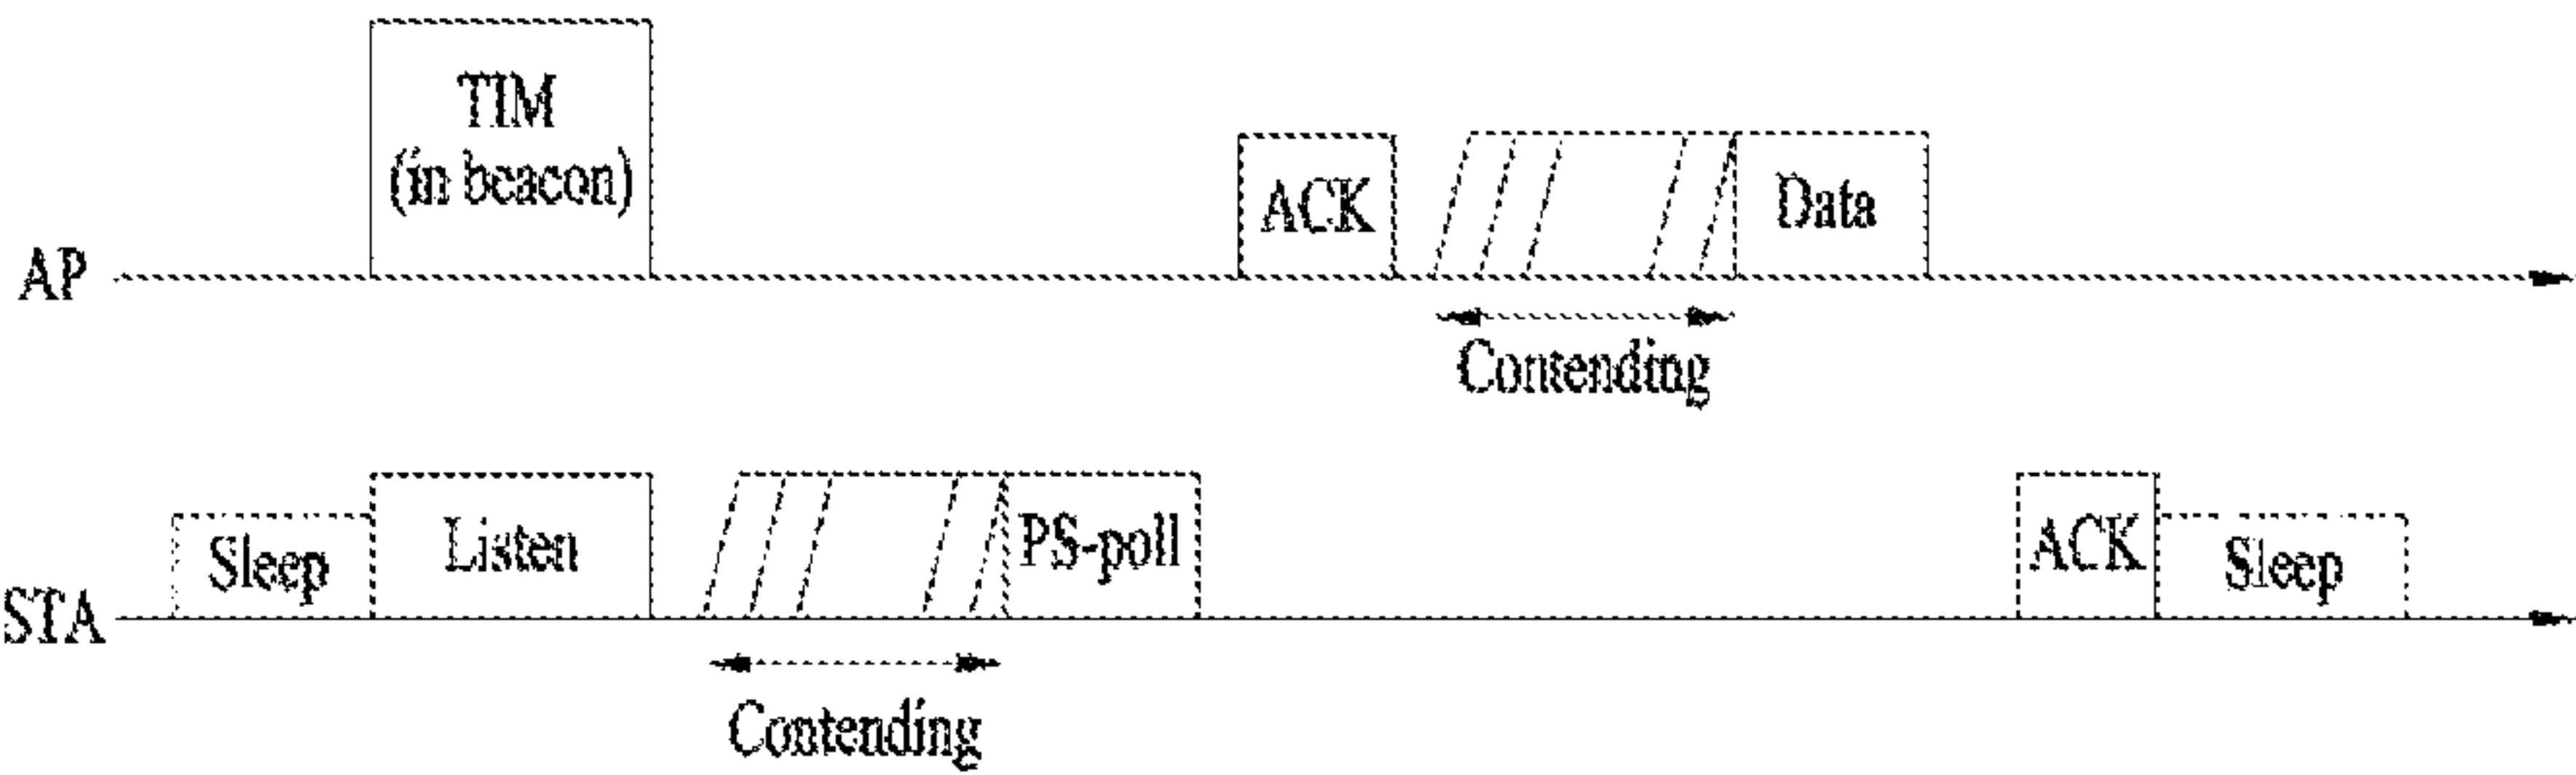 TIM
(in beacon)
ACK
Data
AP
Contending
Sleep
Listen
PS-poll
ACK
Sleep
STA
Contending